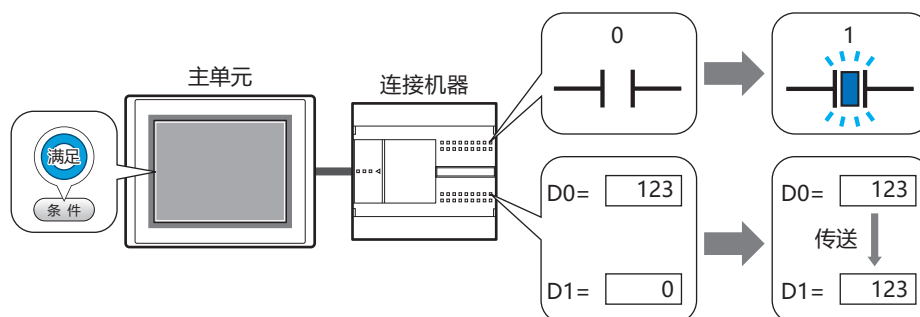 主单元
连接机器
满足
条件
0
1
D0= 123
D1= 0
D0= 123
传送
D1= 123